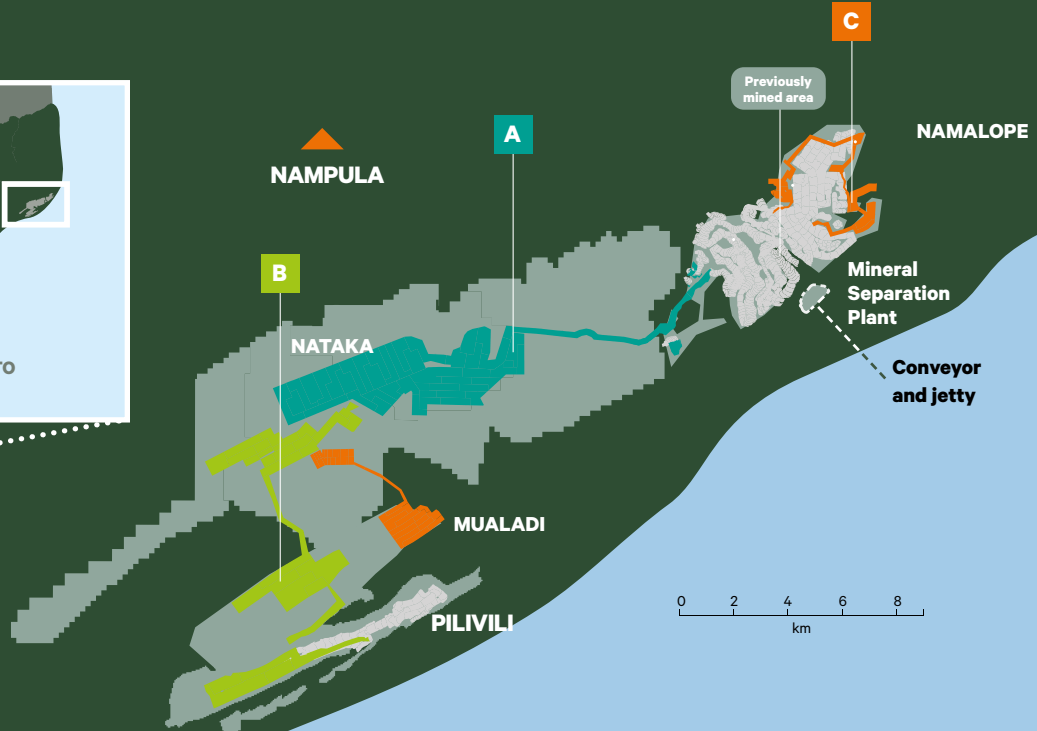 C
Previously
mined area
NAMALOPE
A
NAMPULA
B
Mineral
Separation
Plant
NATAKA
Conveyor
and jetty
MUALADI
PILIVILI
0 2 4 6 8
km